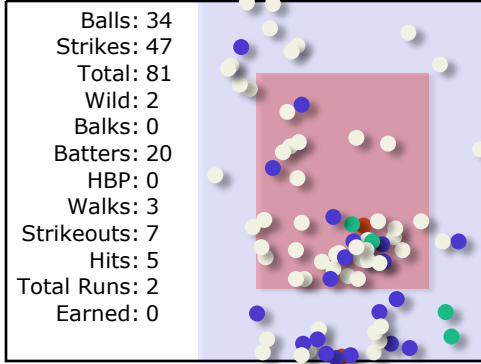 Balls: 34
Strikes: 47
Total: 81
Wild: 2
Balks: 0
Batters: 20
HBP: 0
Walks: 3
Strikeouts: 7
Hits: 5
Total Runs: 2
Earned: 0